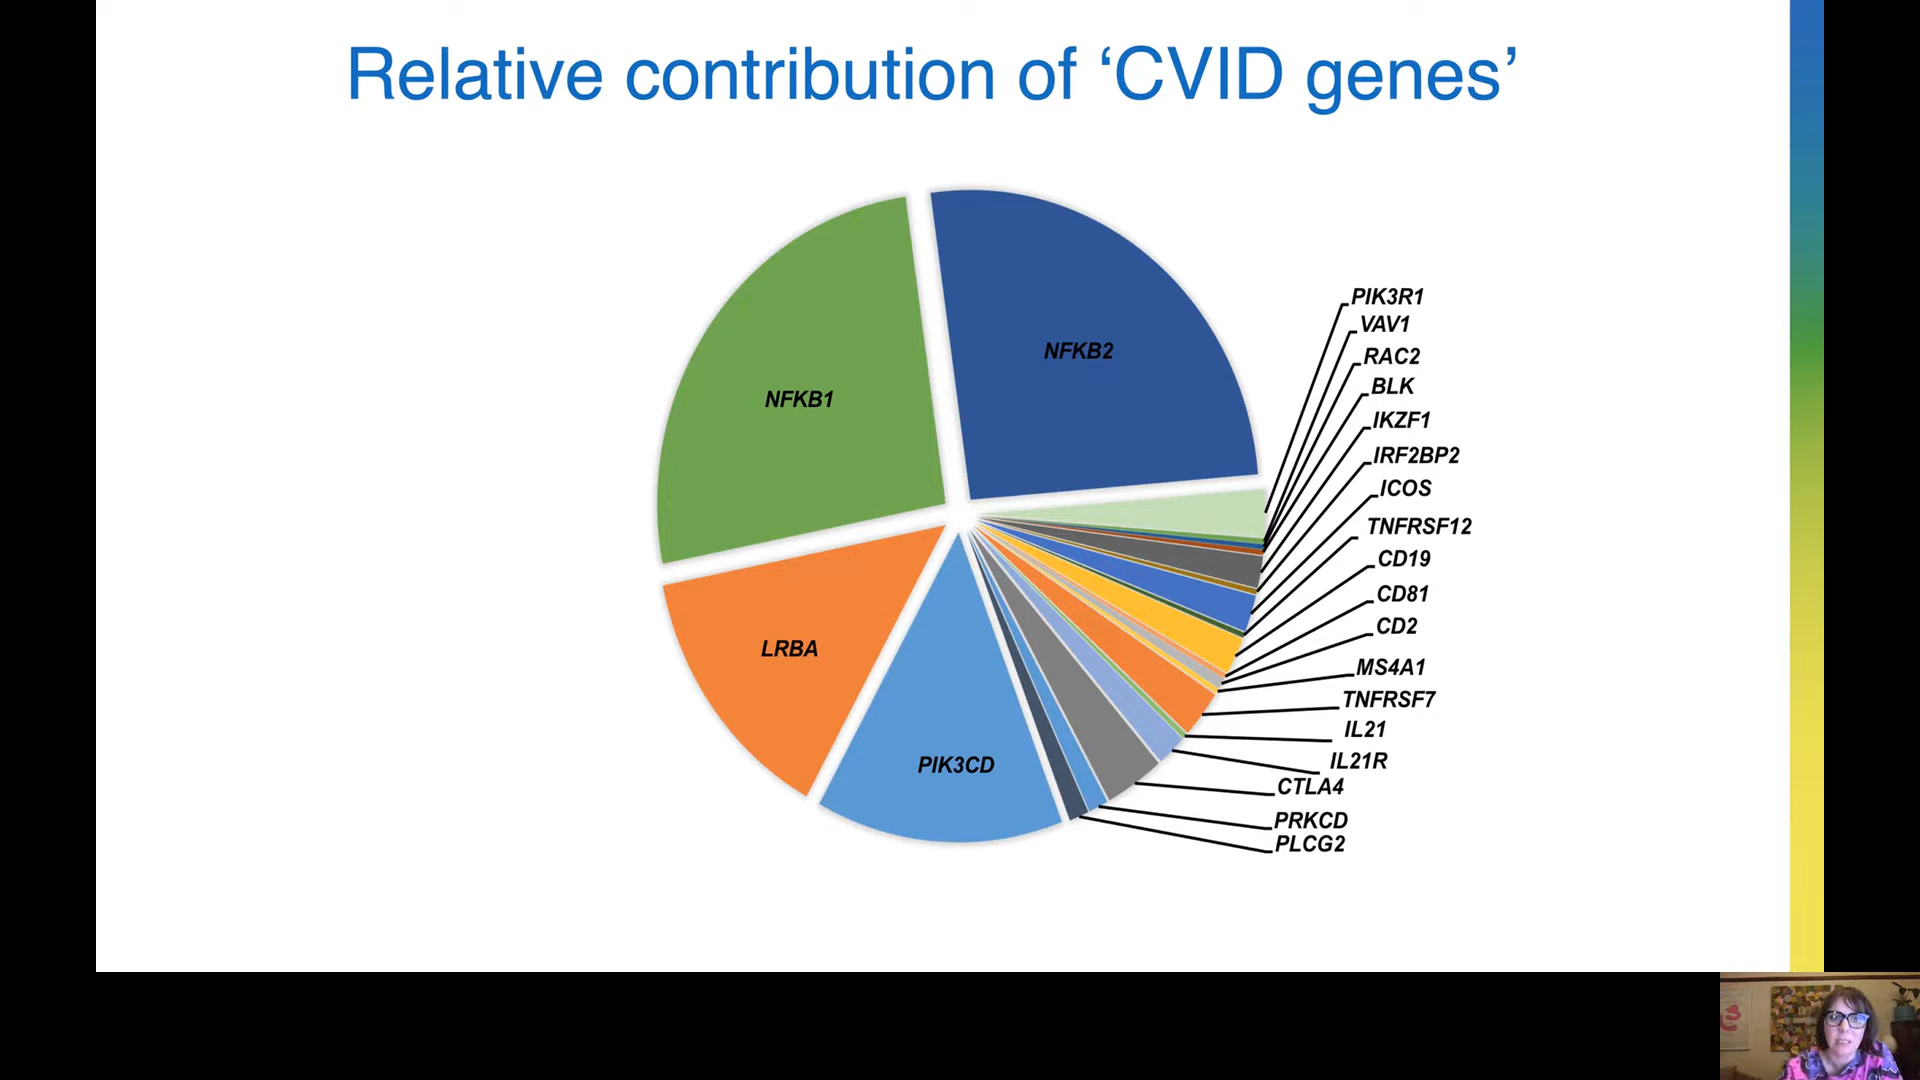 Relative contribution of ‘CVID genes’
NFKB2
NFKB1
LRBA
PIK3CD
PIK3R1
VAV1
RAC2
BLK
IKZF1
IRF2BP2
ICOS
TNFRSF12
CD19
CD81
CD2
MS4A1
TNFRSF7
IL21
IL21R
CTLA4
PRKCD
PLCG2